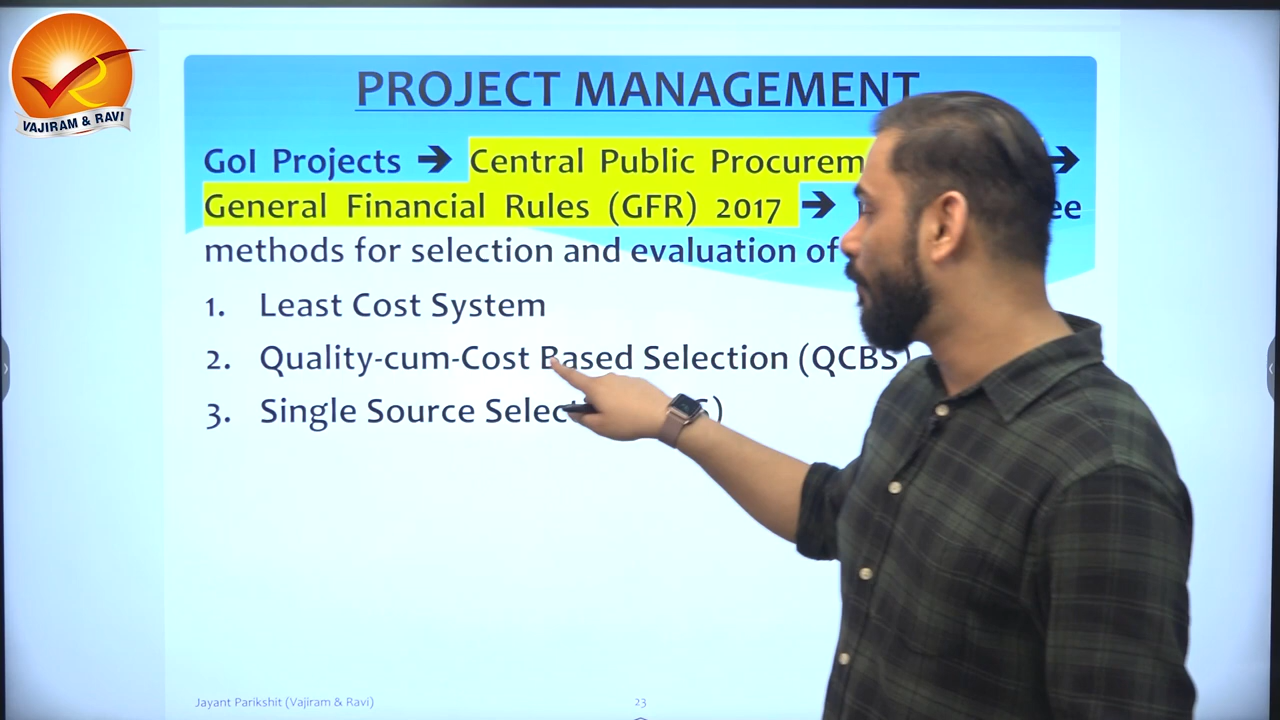 VAJIRAM & RAVI
PROJECT MANAGEMENT
GoI Projects ➔ Central Public Procurem ➔
General Financial Rules (GFR) 2017 ➔ ee
methods for selection and evaluation of
1. Least Cost System
2. Quality-cum-Cost Based Selection (QCBS)
3. Single Source Select S)
Jayant Parikshit (Vajiram & Ravi)
23